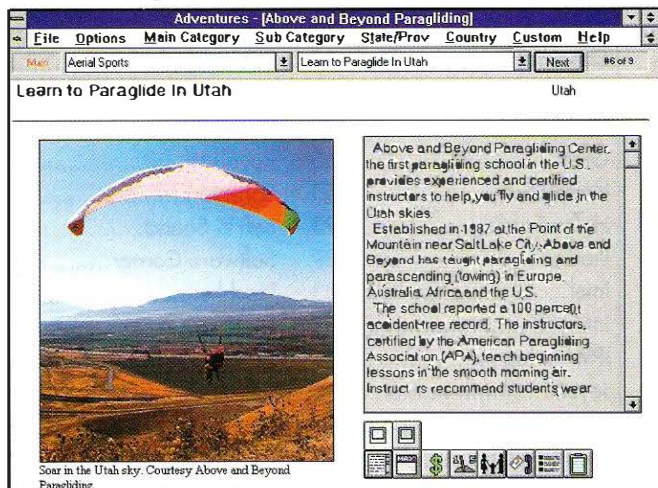 Adventures - [Above and Beyond Paragliding]
File Options Main Category Sub Category State/Prov Country Custom Help
Main Aerial Sports Learn to Paraglide In Utah Next #6 of 9
Learn to Paraglide In Utah Utah
Above and Beyond Paragliding Center,
the first paragliding school in the U.S.,
provides experienced and certified
instructors to help you fly and glide in the
Utah skies.
Established in 1987 at the Point of the
Mountain near Salt Lake City, Above and
Beyond has taught paragliding and
parascending (towing) in Europe,
Australia, Africa and the U.S.
The school reported a 100 percent
accident-free record. The instructors,
certified by the American Paragliding
Association (APA), teach beginning
lessons in the smooth morning air.
Instruct rs recommend students wear
MAIN
Soar in the Utah sky. Courtesy Above and Beyond
Paragliding